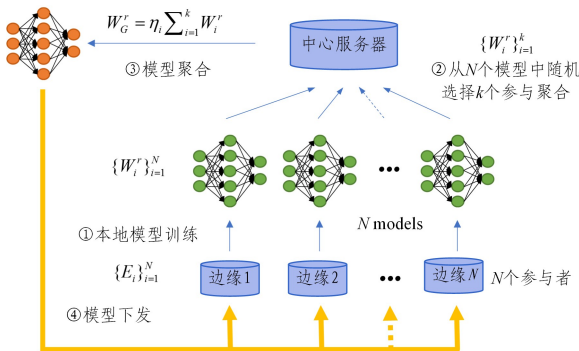 W_G^r = η_i ∑_{i=1}^k W_i^r
中心服务器
{W_i^r}_{i=1}^k
③模型聚合
②从N个模型中随机
选择k个参与聚合
{W_i^r}_{i=1}^N
•••
N models
①本地模型训练
{E_i}_{i=1}^N
边缘1
边缘2
•••
边缘N
N个参与者
④模型下发